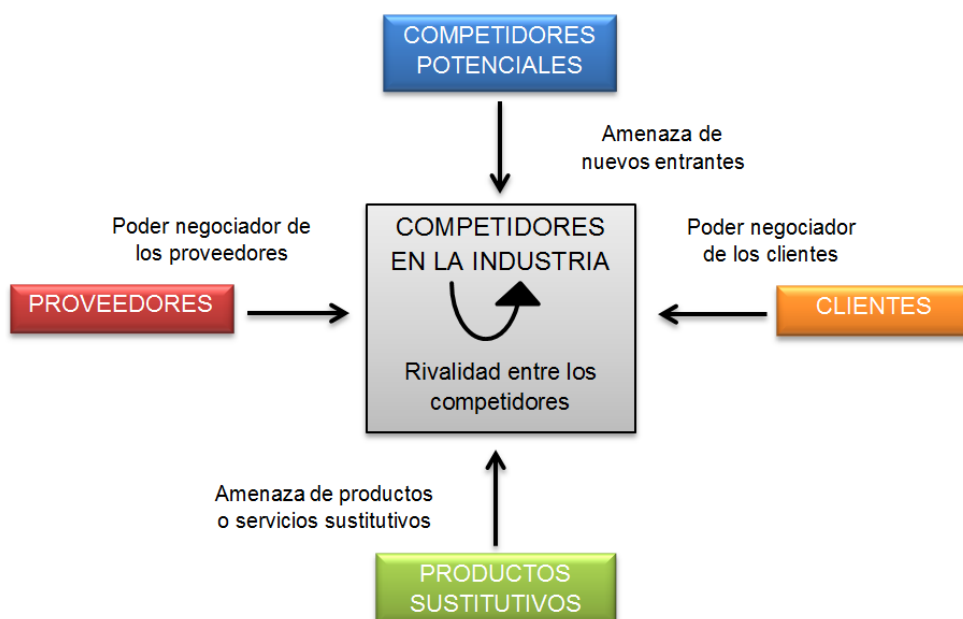 COMPETIDORES
POTENCIALES
Amenaza de
nuevos entrantes
Poder negociador de
los proveedores
COMPETIDORES
EN LA INDUSTRIA
Poder negociador
de los clientes
PROVEEDORES
CLIENTES
Rivalidad entre los
competidores
Amenaza de productos
o servicios sustitutivos
PRODUCTOS
SUSTITUTIVOS